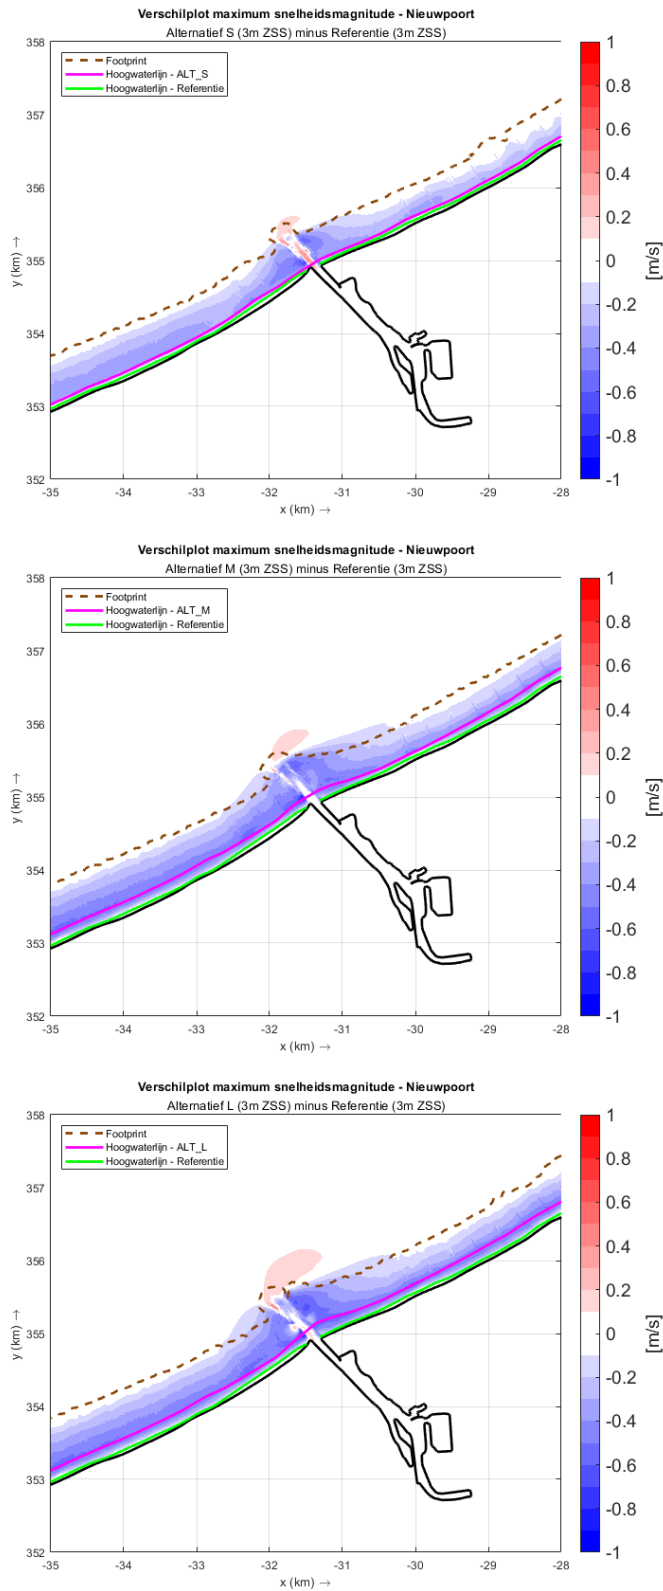 Verschilplot maximum snelheidsmagnitude - Nieuwpoort
Alternatief S (3m ZSS) minus Referentie (3m ZSS)
Footprint
Hoogwaterlijn - ALT_S
Hoogwaterlijn - Referentie
358
357
356
355
354
353
352
y (km) →
-35 -34 -33 -32 -31 -30 -29 -28
x (km) →
1
0.8
0.6
0.4
0.2
0
-0.2
-0.4
-0.6
-0.8
-1
[m/s]
Verschilplot maximum snelheidsmagnitude - Nieuwpoort
Alternatief M (3m ZSS) minus Referentie (3m ZSS)
Footprint
Hoogwaterlijn - ALT_M
Hoogwaterlijn - Referentie
358
357
356
355
354
353
352
y (km) →
-35 -34 -33 -32 -31 -30 -29 -28
x (km) →
1
0.8
0.6
0.4
0.2
0
-0.2
-0.4
-0.6
-0.8
-1
[m/s]
Verschilplot maximum snelheidsmagnitude - Nieuwpoort
Alternatief L (3m ZSS) minus Referentie (3m ZSS)
Footprint
Hoogwaterlijn - ALT_L
Hoogwaterlijn - Referentie
358
357
356
355
354
353
352
y (km) →
-35 -34 -33 -32 -31 -30 -29 -28
x (km) →
1
0.8
0.6
0.4
0.2
0
-0.2
-0.4
-0.6
-0.8
-1
[m/s]